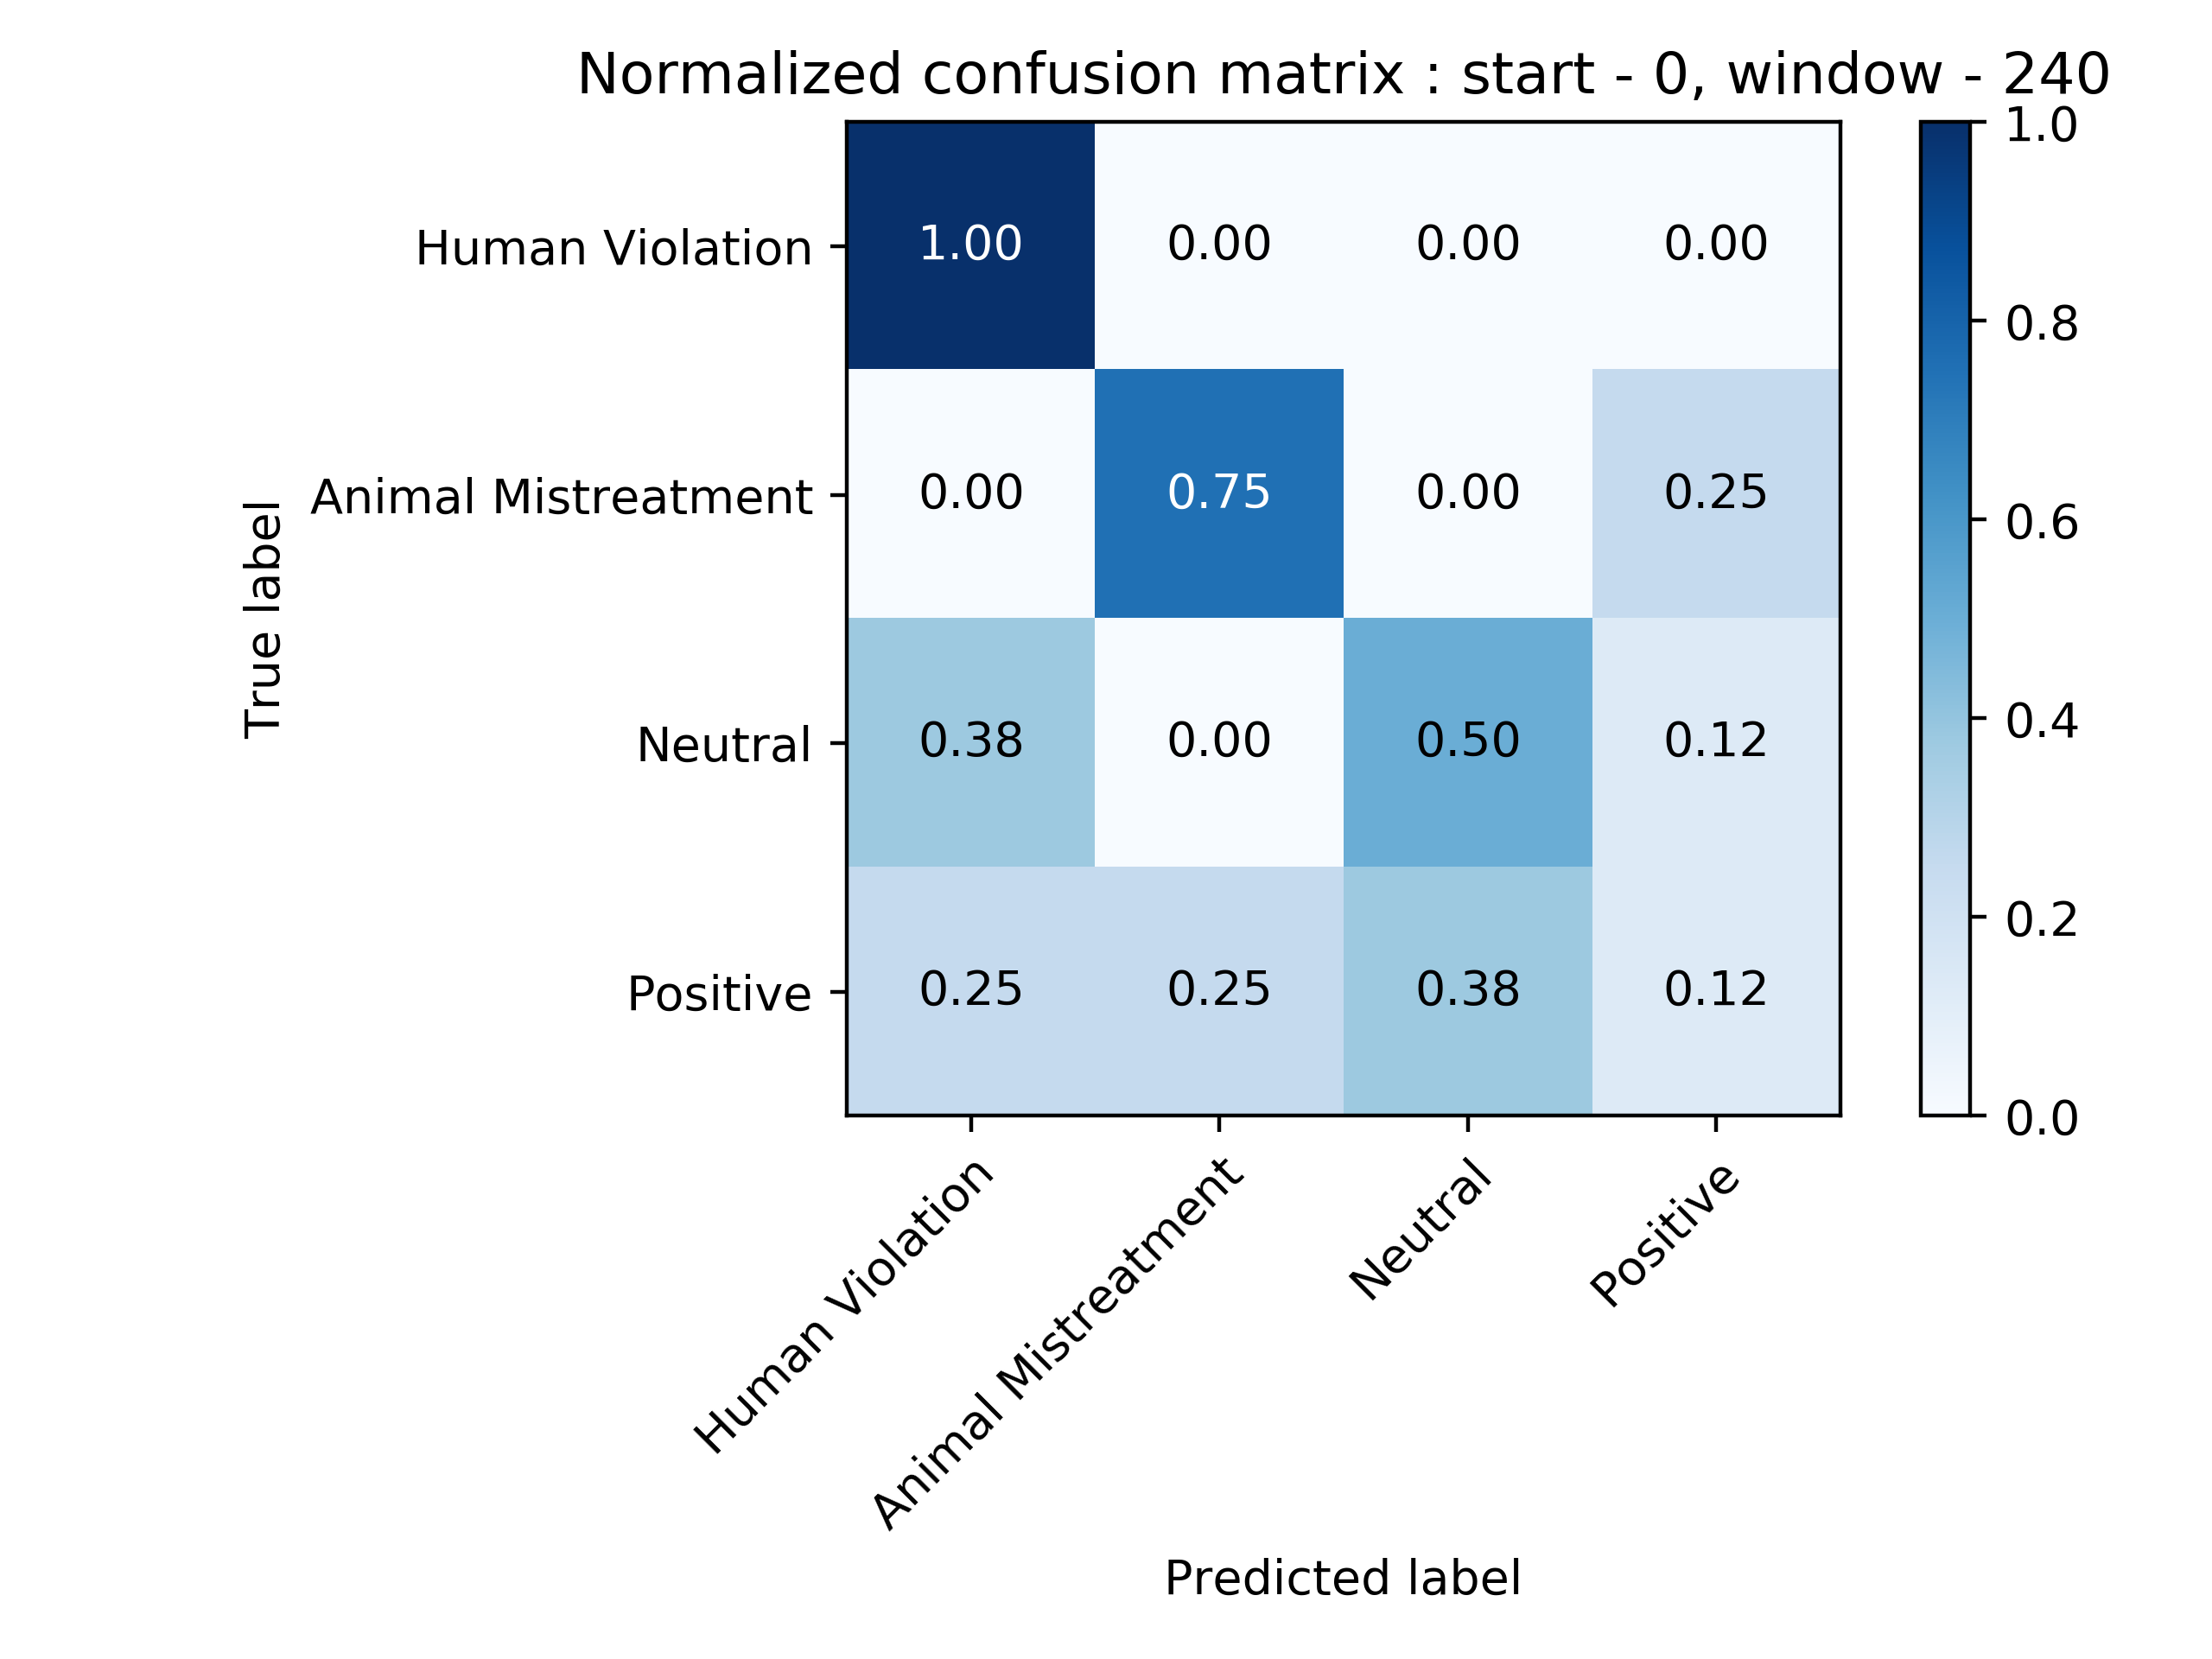 Normalized confusion matrix : start - 0, window - 240
True label
Human Violation
1.00 0.00 0.00 0.00
Animal Mistreatment
0.00 0.75 0.00 0.25
Neutral
0.38 0.00 0.50 0.12
Positive
0.25 0.25 0.38 0.12
Human Violation
Animal Mistreatment
Neutral
Positive
Predicted label
1.0
0.8
0.6
0.4
0.2
0.0